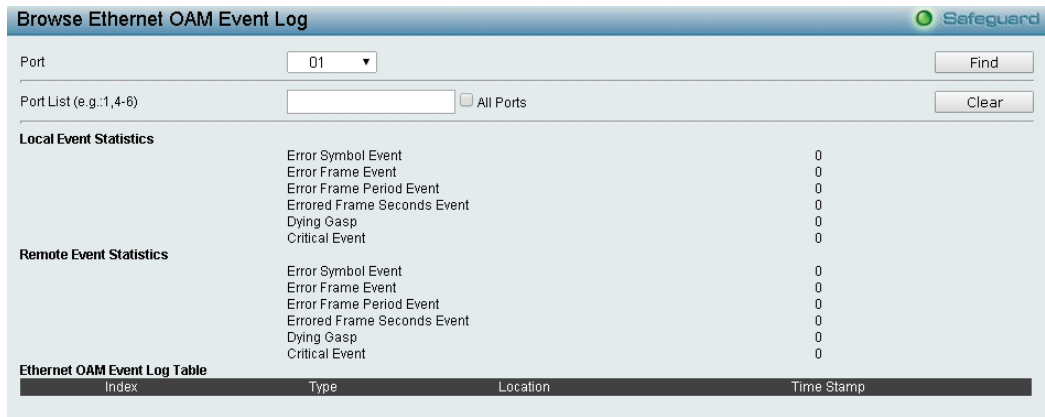 Browse Ethernet OAM Event Log Safeguard
Port 01 Find
Port List (e.g.:1,4-6) All Ports Clear
Local Event Statistics
Error Symbol Event 0
Error Frame Event 0
Error Frame Period Event 0
Errored Frame Seconds Event 0
Dying Gasp 0
Critical Event 0
Remote Event Statistics
Error Symbol Event 0
Error Frame Event 0
Error Frame Period Event 0
Errored Frame Seconds Event 0
Dying Gasp 0
Critical Event 0
Ethernet OAM Event Log Table
Index Type Location Time Stamp